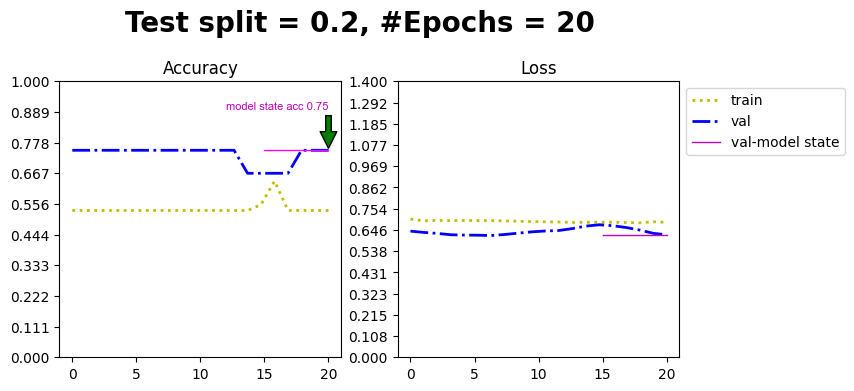 Test split = 0.2, #Epochs = 20
Accuracy
1.000
0.889
0.778
0.667
0.556
0.444
0.333
0.222
0.111
0.000
0 5 10 15 20
model state acc 0.75
Loss
1.400
1.292
1.185
1.077
0.969
0.862
0.754
0.646
0.538
0.431
0.323
0.215
0.108
0.000
0 5 10 15 20
train
val
val-model state